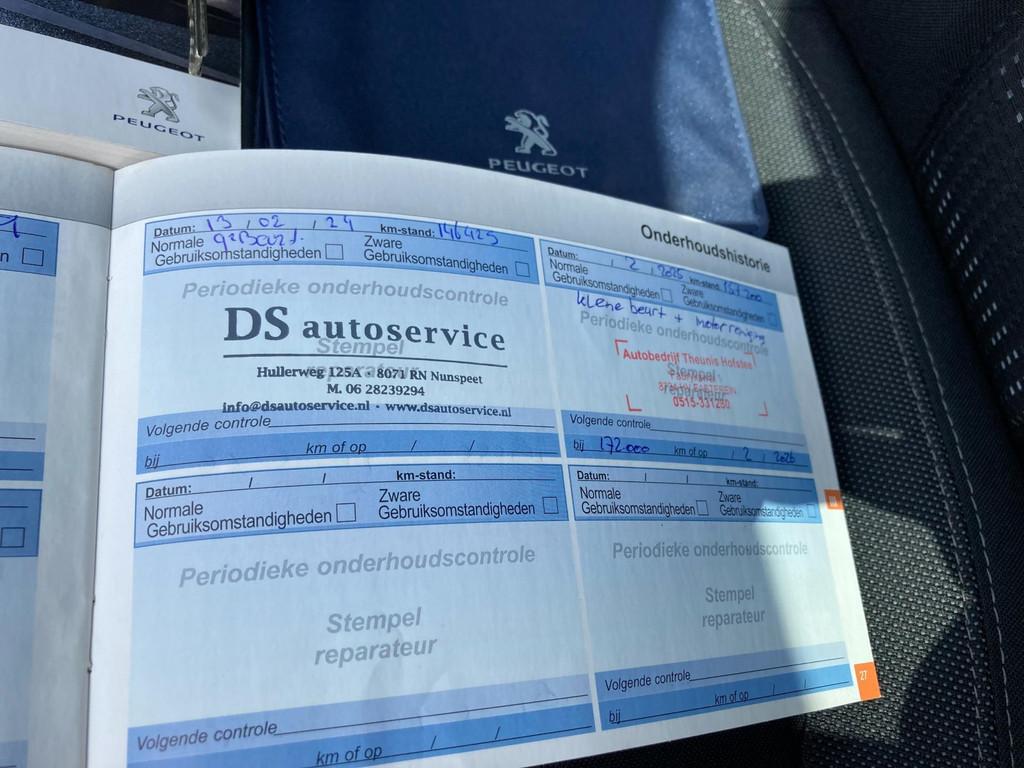 PEUGEOT
PEUGEOT
Onderhoudshistorie
Datum: 13 / 02 / 24 km-stand: 146425
Normale Zware
Gebruiksomstandigheden Gebruiksomstandigheden
Periodieke onderhoudscontrole
DS autoservice
Stempel
reparateur
Hullerweg 125A • 8071 RN Nunspeet
M. 06 28239294
info@dsautoservice.nl • www.dsautoservice.nl
Volgende controle
bij km of op / /
Datum: / 2 / 2025 km-stand:
Normale Zware
Gebruiksomstandigheden Gebruiksomstandigheden
kleine beurt + motorreiniging
Periodieke onderhoudscontrole
Autobedrijf Theunis Hofstee
Stempel
reparateur
0515-331280
Volgende controle
bij 172.000 km of op / 2 / 2026
Datum: / / km-stand:
Normale Zware
Gebruiksomstandigheden Gebruiksomstandigheden
Periodieke onderhoudscontrole
Stempel
reparateur
Volgende controle
km of op / /
Datum: / / km-stand:
Normale Zware
Gebruiksomstandigheden Gebruiksomstandigheden
Periodieke onderhoudscontrole
Stempel
reparateur
Volgende controle
bij km of op / /
27